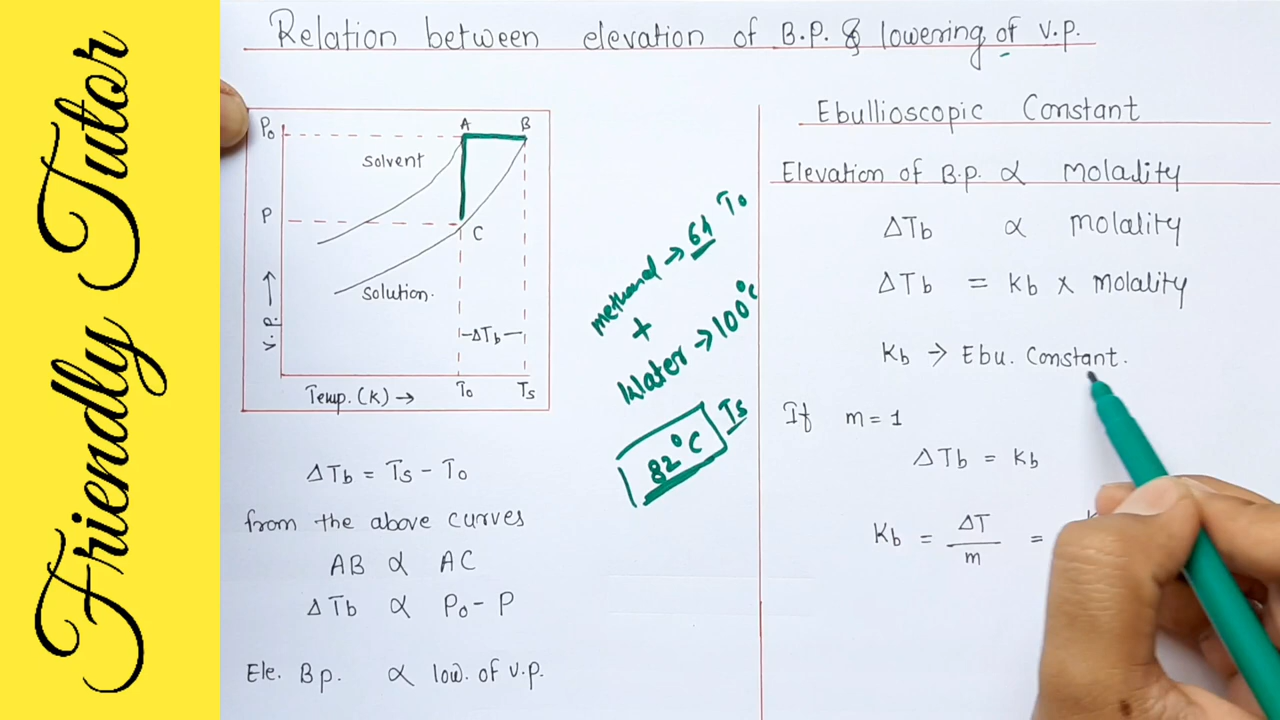 Friendly Tutor
Relation between elevation of B.P. & lowering of v.p.
P₀
A
B
solvent
P
C
solution.
V.P. →
-ΔTb-
Temp.(K) →
T₀
Ts
ΔTb = Ts - T₀
from the above curves
AB ∝ AC
ΔTb ∝ P₀ - P
Ele. Bp. ∝ low. of v.p.
methanol → 64 T₀
+
Water → 100°C
82°C Ts
Ebullioscopic Constant
Elevation of B.P. ∝ molality
ΔTb ∝ molality
ΔTb = Kb × molality
Kb → Ebu. Constant.
If m = 1
ΔTb = Kb
Kb = ΔT/m =